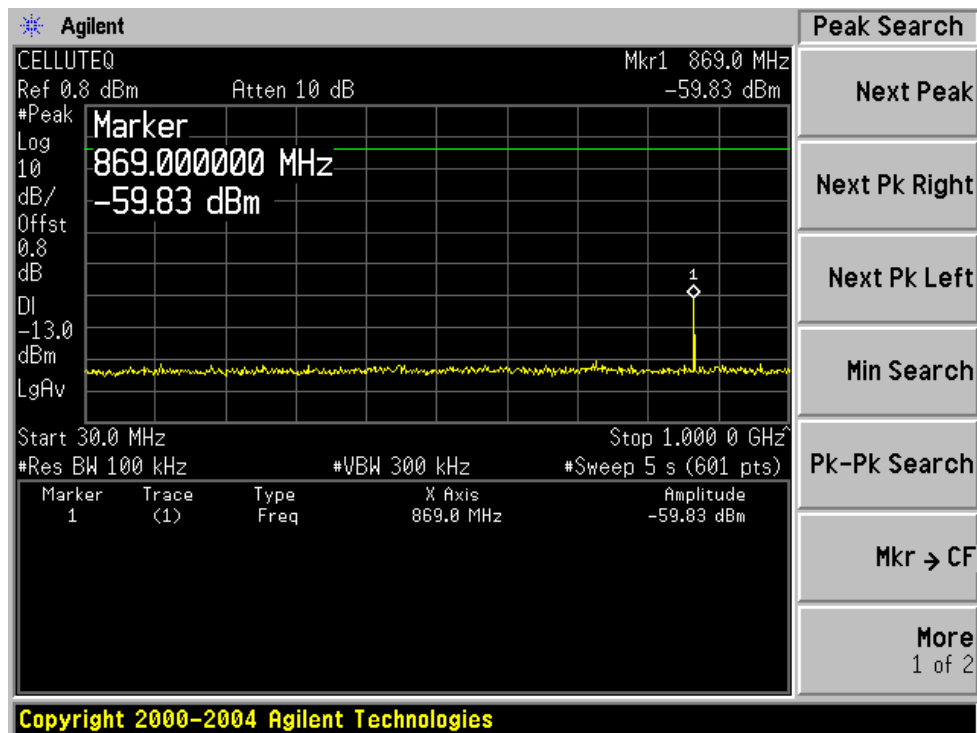 Agilent
Peak Search
CELLUTEQ
Mkr1 869.0 MHz
Ref 0.8 dBm Atten 10 dB -59.83 dBm
#Peak
Log
10
dB/
Offst
0.8
dB
DI
-13.0
dBm
LgAv
Marker
869.000000 MHz
-59.83 dBm
1
Start 30.0 MHz Stop 1.000 0 GHz^
#Res BW 100 kHz #VBW 300 kHz #Sweep 5 s (601 pts)
Marker Trace Type X Axis Amplitude
1 (1) Freq 869.0 MHz -59.83 dBm
Next Peak
Next Pk Right
Next Pk Left
Min Search
Pk-Pk Search
Mkr → CF
More
1 of 2
Copyright 2000-2004 Agilent Technologies